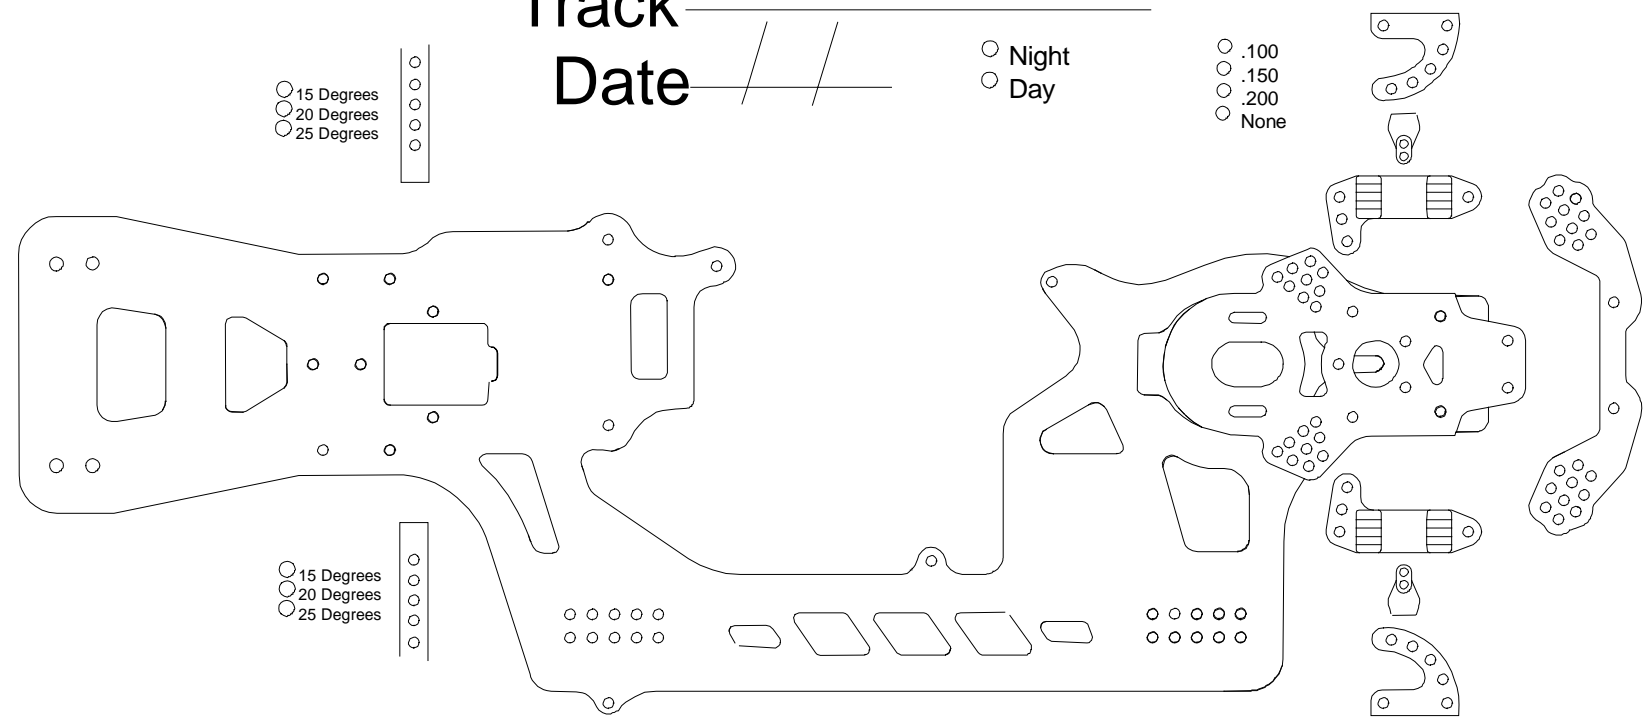 Track
Date
Night
Day
.100
.150
.200
None
15 Degrees
20 Degrees
25 Degrees
15 Degrees
20 Degrees
25 Degrees